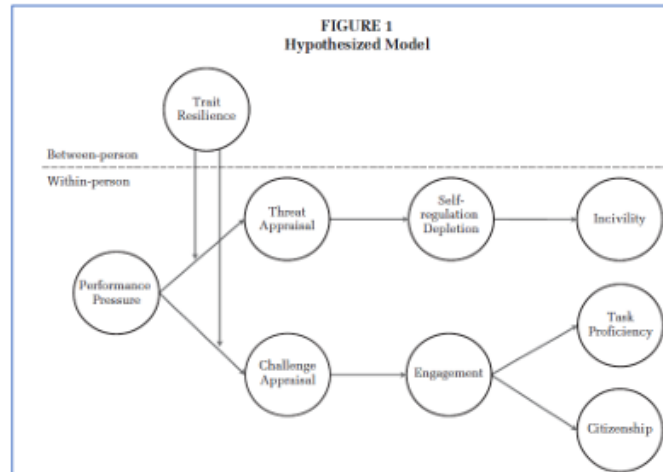 FIGURE 1
Hypothesized Model
Trait
Resilience
Between-person
Within-person
Threat
Appraisal
Self-
regulation
Depletion
Incivility
Performance
Pressure
Task
Proficiency
Challenge
Appraisal
Engagement
Citizenship